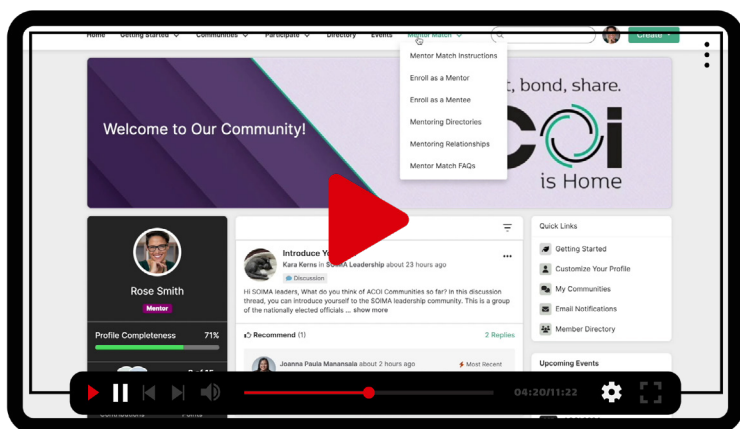 Home Getting Started Communities Participate Directory Events Mentor Match Create
Mentor Match Instructions
Enroll as a Mentor
Enroll as a Mentee
Mentoring Directories
Mentoring Relationships
Mentor Match FAQs
Welcome to Our Community!
bond, share.
is Home
Rose Smith
Mentor
Profile Completeness 71%
Introduce
Kara Kerns in SOIMA Leadership about 23 hours ago
Discussion
Hi SOIMA leaders, What do you think of ACOI Communities so far? In this discussion
thread, you can introduce yourself to the SOIMA leadership community. This is a group
of the nationally elected officials ... show more
Recommend (1) 2 Replies
Joanna Paula Manansala about 2 hours ago Most Recent
Quick Links
Getting Started
Customize Your Profile
My Communities
Email Notifications
Member Directory
Upcoming Events
04:20/11:22
Contributions Points